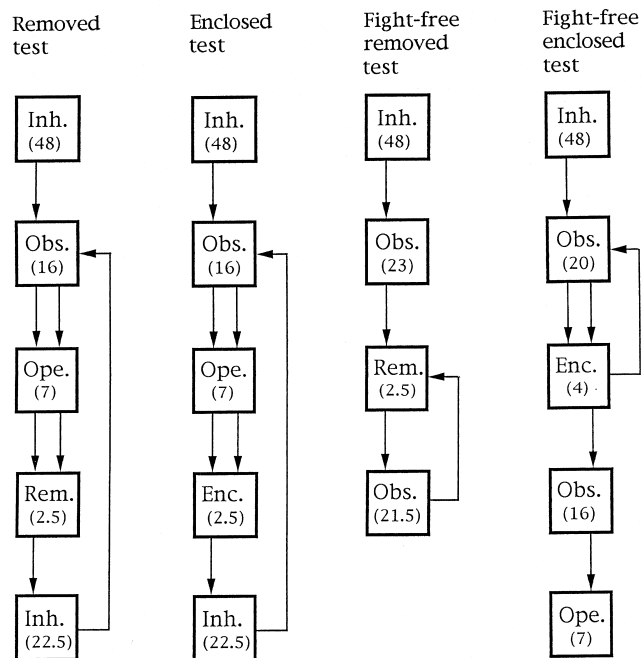 Removed
test
Inh.
(48)
Obs.
(16)
Ope.
(7)
Rem.
(2.5)
Inh.
(22.5)
Enclosed
test
Inh.
(48)
Obs.
(16)
Ope.
(7)
Enc.
(2.5)
Inh.
(22.5)
Fight-free
removed
test
Inh.
(48)
Obs.
(23)
Rem.
(2.5)
Obs.
(21.5)
Fight-free
enclosed
test
Inh.
(48)
Obs.
(20)
Enc.
(4)
Obs.
(16)
Ope.
(7)